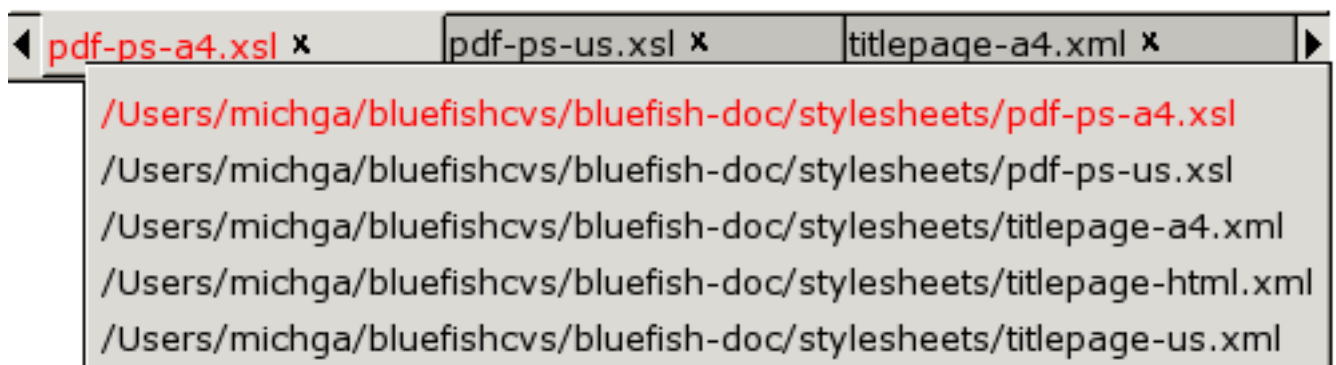 pdf-ps-a4.xsl x pdf-ps-us.xsl x titlepage-a4.xml x
/Users/michga/bluefishcvs/bluefish-doc/stylesheets/pdf-ps-a4.xsl
/Users/michga/bluefishcvs/bluefish-doc/stylesheets/pdf-ps-us.xsl
/Users/michga/bluefishcvs/bluefish-doc/stylesheets/titlepage-a4.xml
/Users/michga/bluefishcvs/bluefish-doc/stylesheets/titlepage-html.xml
/Users/michga/bluefishcvs/bluefish-doc/stylesheets/titlepage-us.xml